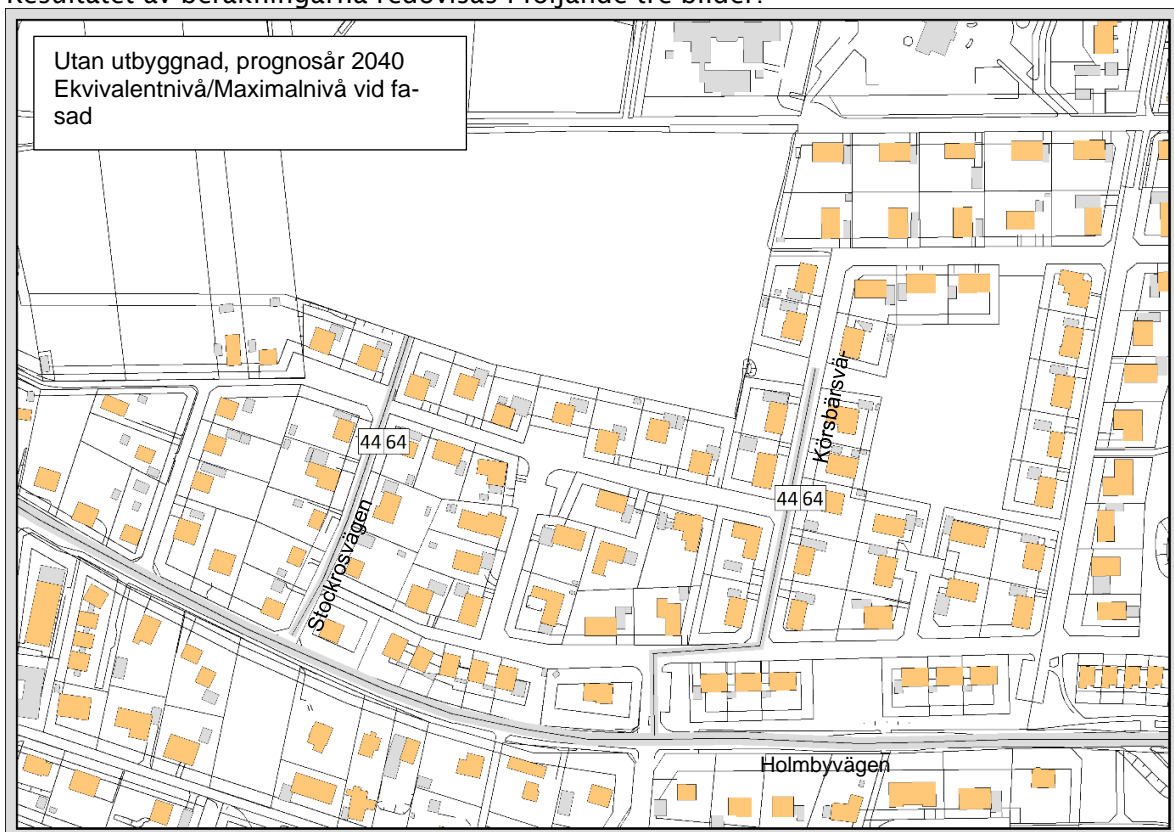 Resultatet av beräkningarna redovisas i följande tre bilder.
Utan utbyggnad, prognosår 2040
Ekvivalentnivå/Maximalnivå vid fa-
sad
Körsbärsvä-
44 64
44 64
Stockrosvägen
Holmbyvägen